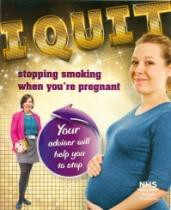 I QUIT
stopping smoking
when you're pregnant
Your
adviser will
help you
to stop
NHS